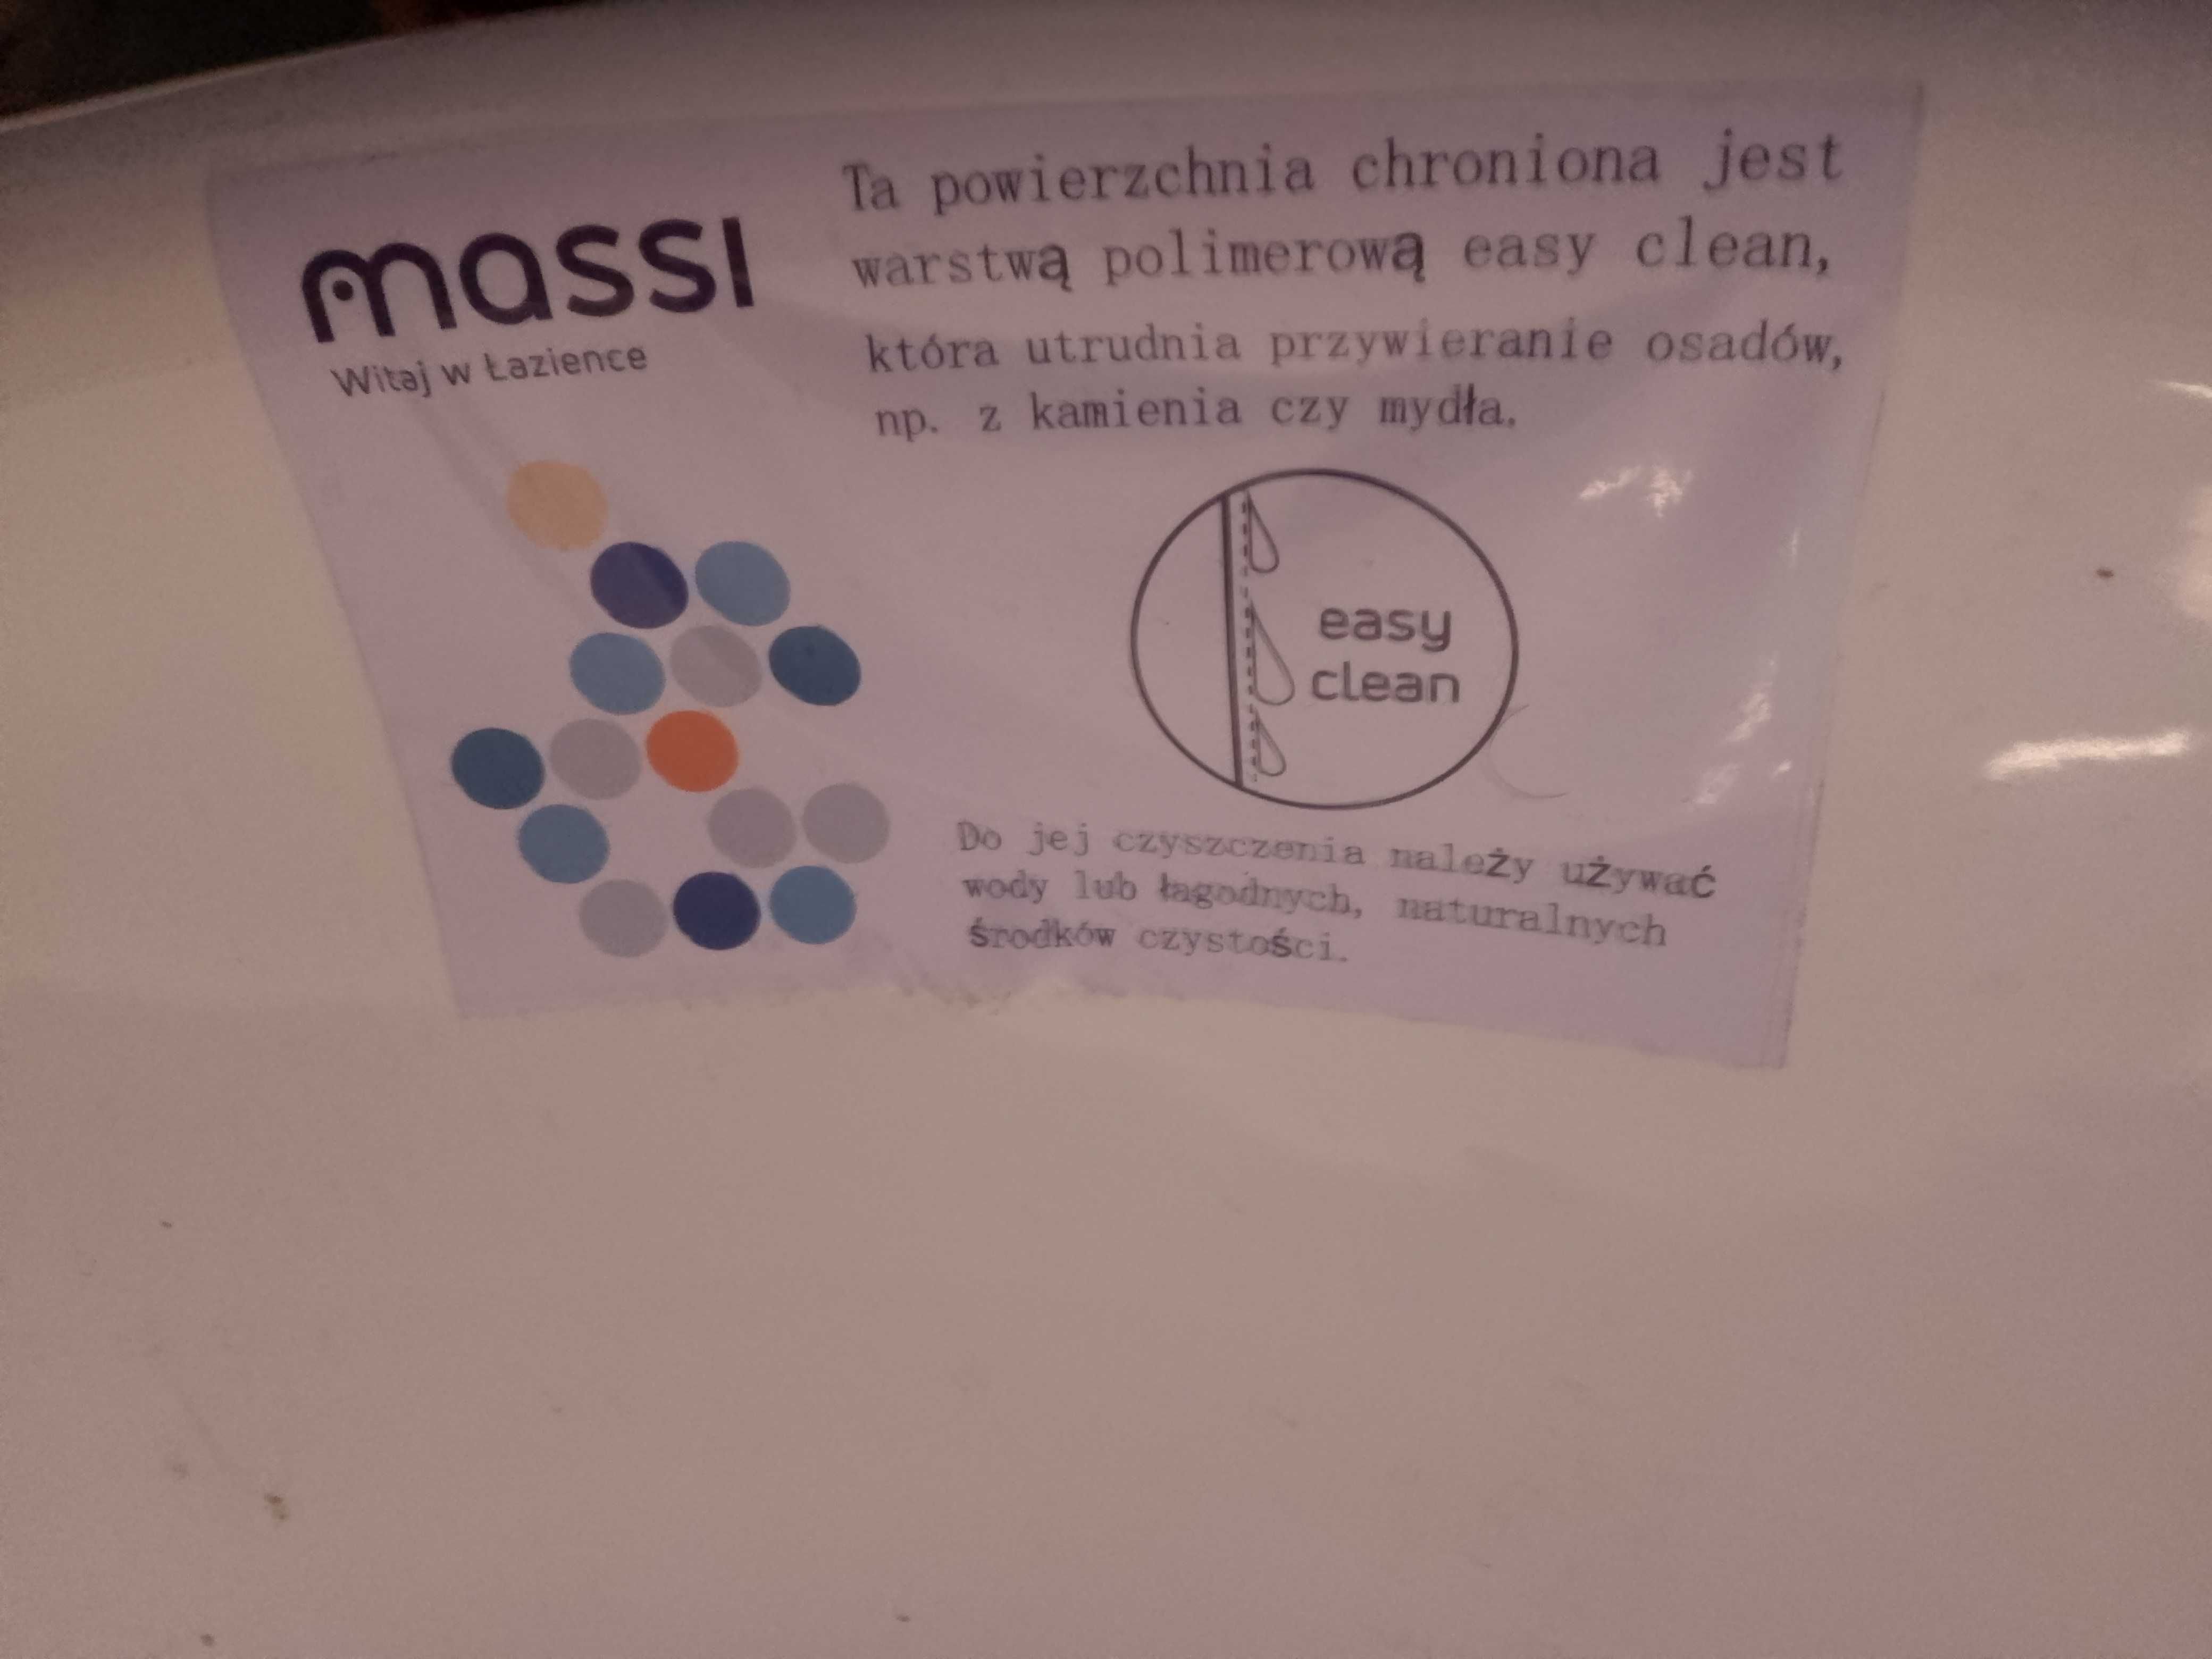 massi
Witaj w Łazience
Ta powierzchnia chroniona jest
warstwą polimerową easy clean,
która utrudnia przywieranie osadów,
np. z kamienia czy mydła.
easy
clean
Do jej czyszczenia należy używać
wody lub łagodnych, naturalnych
środków czystości.